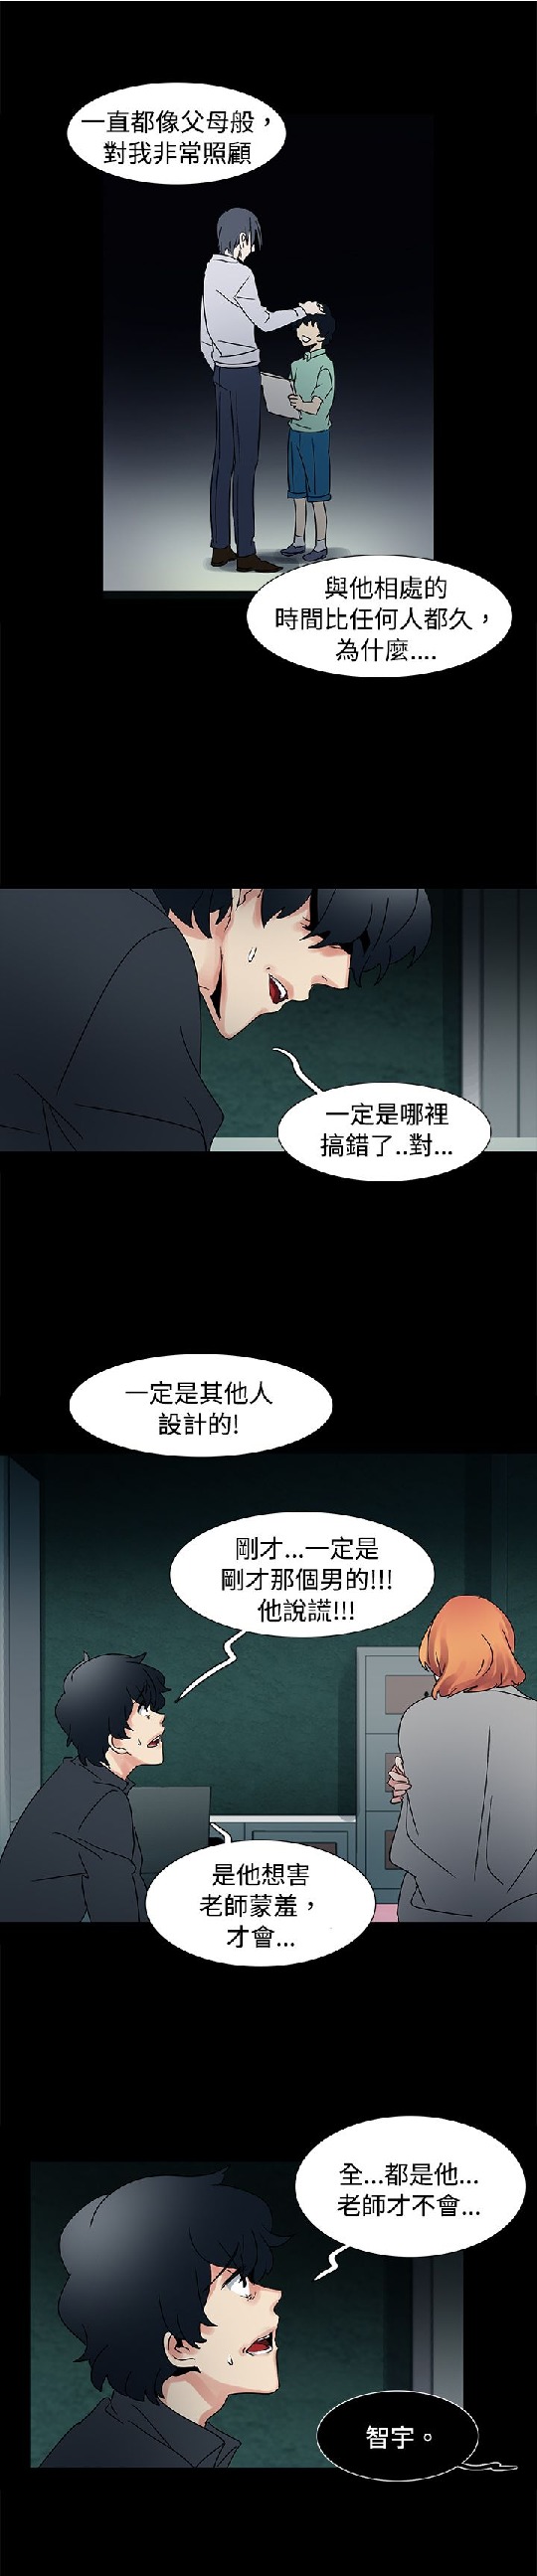 一直都像父母般，
對我非常照顧
與他相處的
時間比任何人都久，
為什麼....
一定是哪裡
搞錯了..對...
一定是其他人
設計的!
剛才...一定是
剛才那個男的!!!
他說謊!!!
是他想害
老師蒙羞，
才會...
全...都是他...
老師才不會...
智宇。